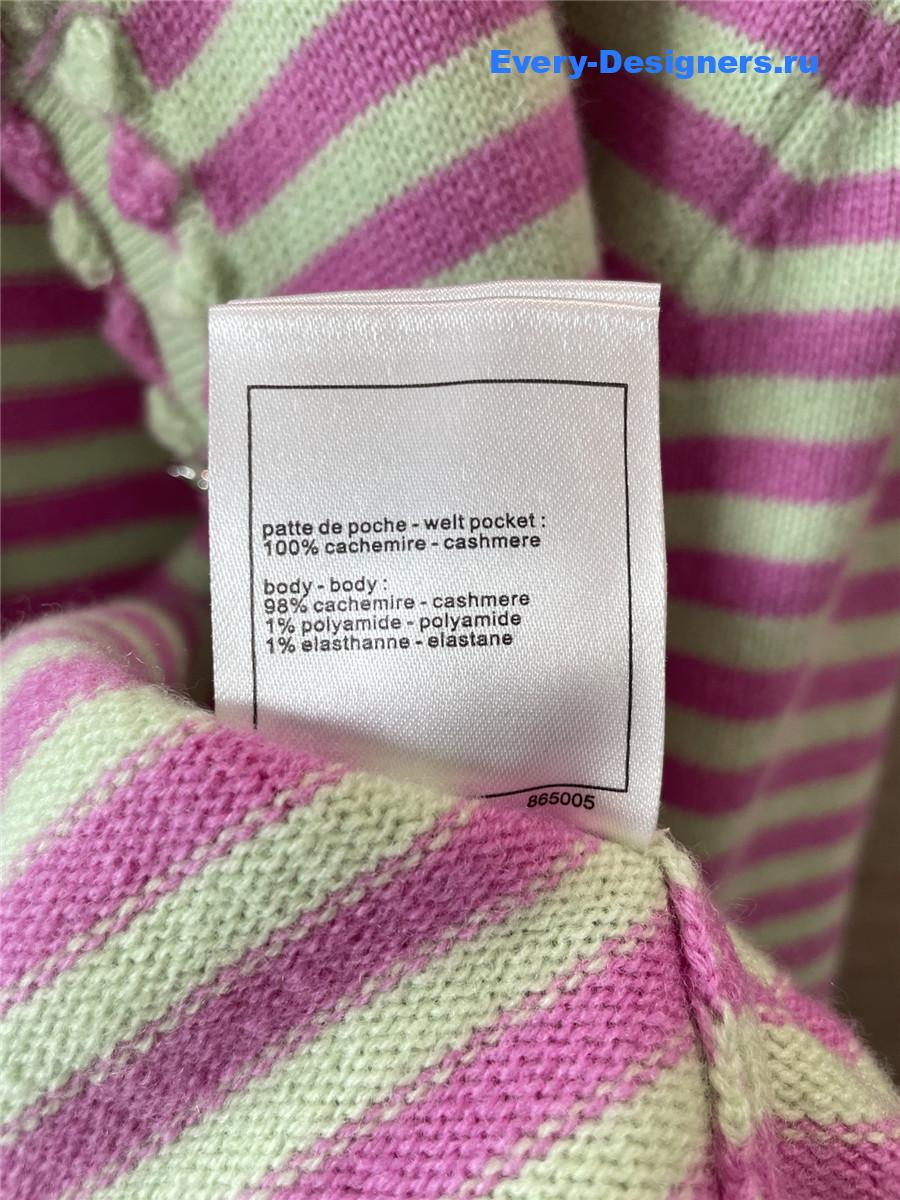 Every-Designers.ru
patte de poche - welt pocket :
100% cachemire - cashmere
body - body :
98% cachemire - cashmere
1% polyamide - polyamide
1% elasthanne - elastane
865005